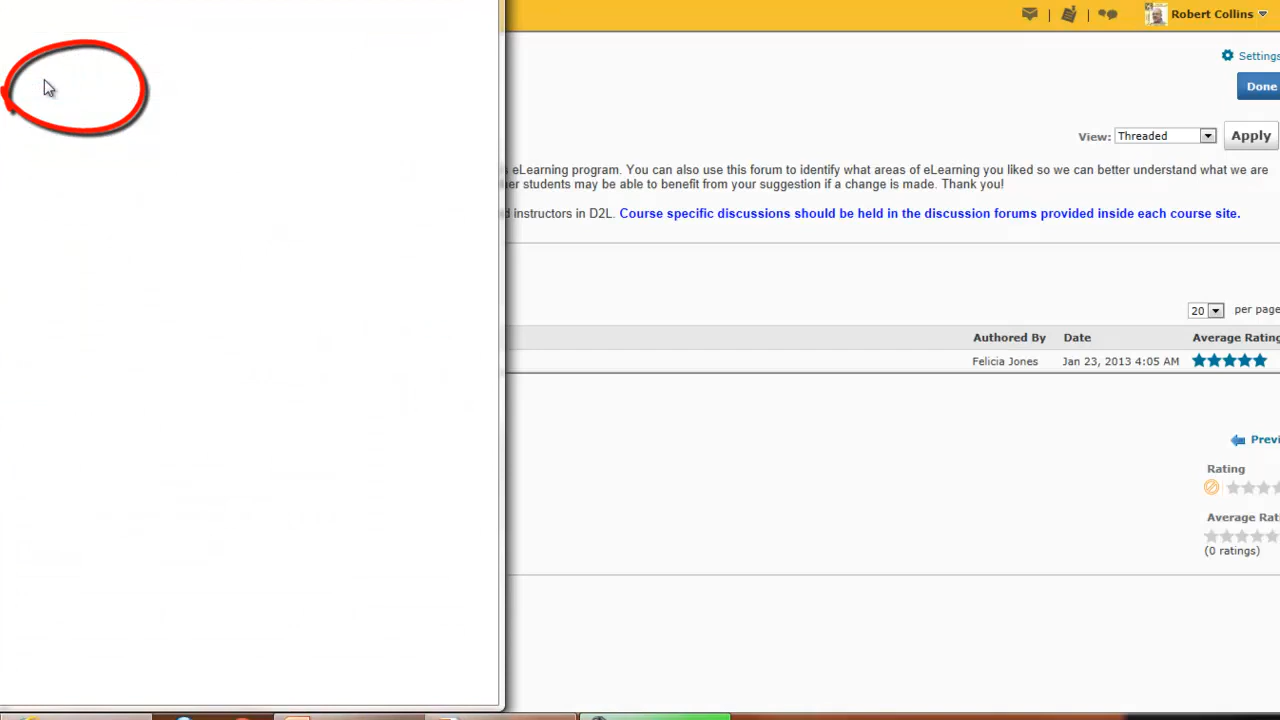 Robert Collins
Settings
Done
View: Threaded Apply
eLearning program. You can also use this forum to identify what areas of eLearning you liked so we can better understand what we are
students may be able to benefit from your suggestion if a change is made. Thank you!
instructors in D2L. Course specific discussions should be held in the discussion forums provided inside each course site.
20 per page
Authored By Date Average Rating
Felicia Jones Jan 23, 2013 4:05 AM
Previ
Rating
Average Rati
(0 ratings)